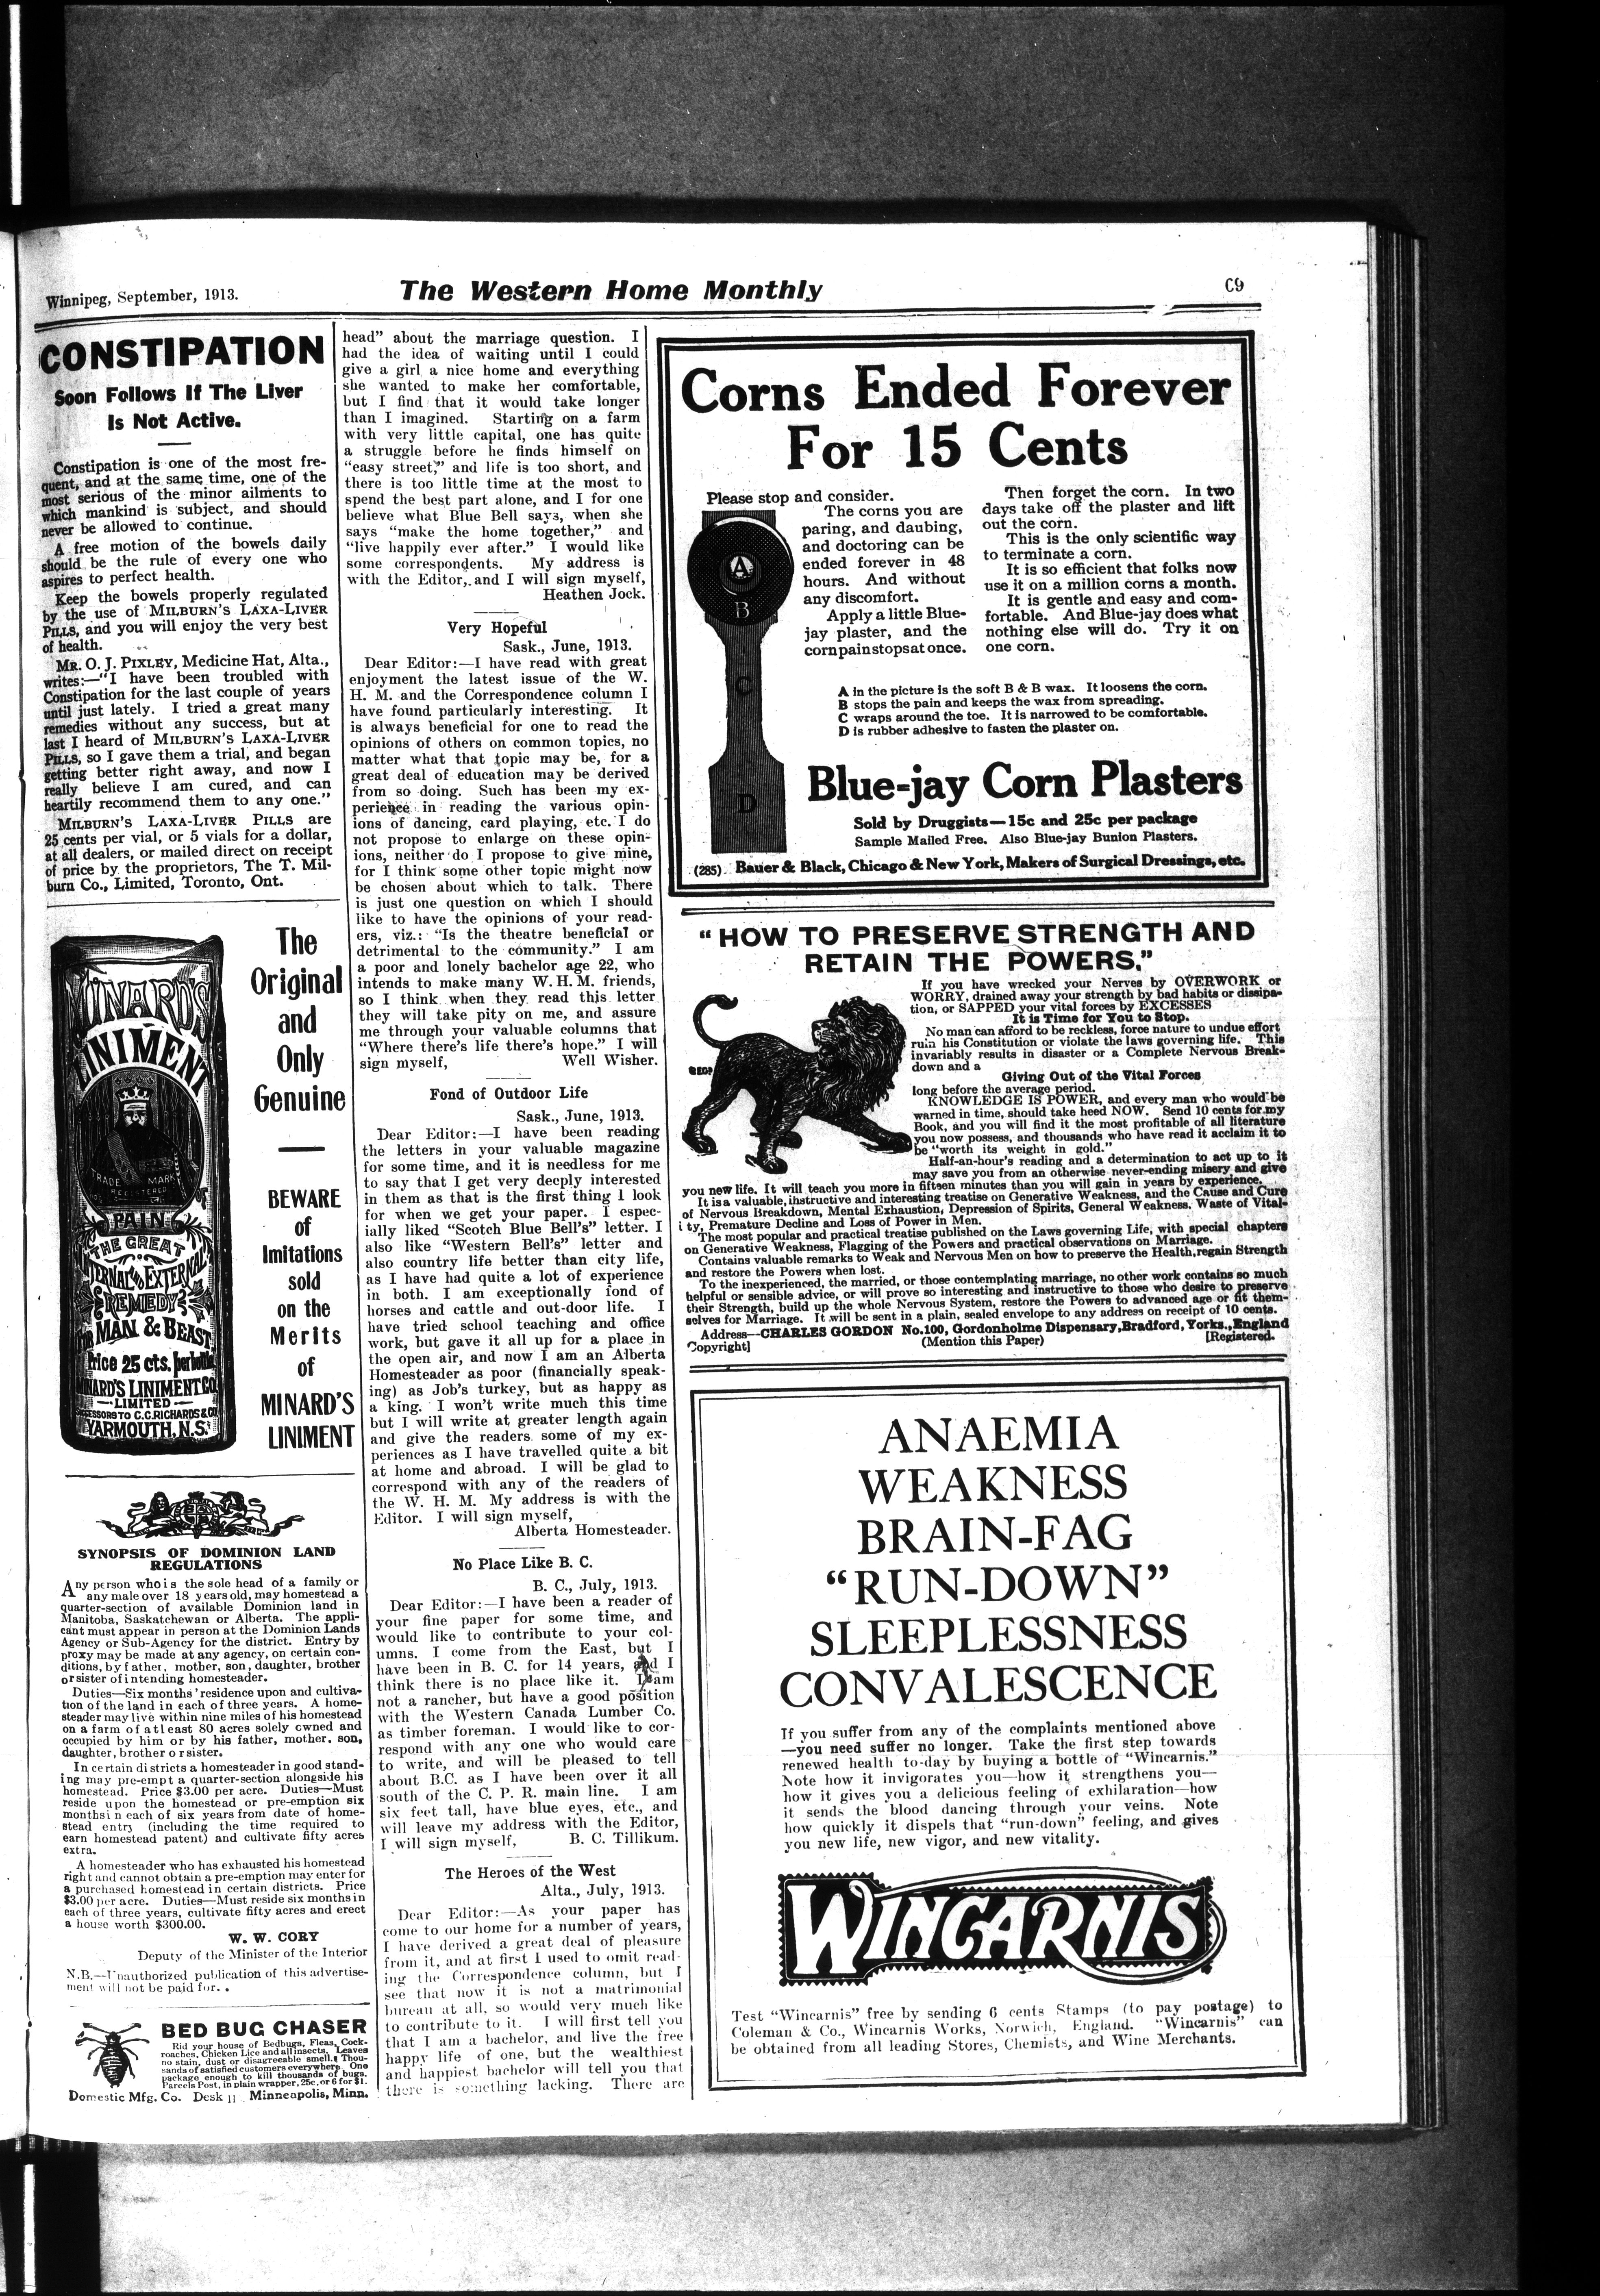 Winnipeg, September, 1913.
The Western Home Monthly
CONSTIPATION
Soon Follows If The Liver
Is Not Active.
Constipation is one of the most fre-
quent, and at the same time, one of the
most serious of the minor ailments to
which mankind is subject, and should
never be allowed to continue.
A free motion of the bowels daily
should be the rule of every one who
aspires to perfect health.
Keep the bowels properly regulated
by the use of MILBURN'S LAXA-LIVER
PILLS, and you will enjoy the very best
of health.
MR. O. J. PIXLEY, Medicine Hat, Alta.,
writes:—"I have been troubled with
Constipation for the last couple of years
until just lately. I tried a great many
remedies without any success, but at
last I heard of MILBURN'S LAXA-LIVER
PILLS, so I gave them a trial, and began
getting better right away, and now I
really believe I am cured, and can
heartily recommend them to any one."
MILBURN'S LAXA-LIVER PILLS are
25 cents per vial, or 5 vials for a dollar,
at all dealers, or mailed direct on receipt
of price by the proprietors, The T. Mil-
burn Co., Limited, Toronto, Ont.
MINARD'S
LINIMENT
TRADE MARK
REGISTERED
PAIN
THE GREAT
INTERNAL AND EXTERNAL
REMEDY
FOR MAN & BEAST
Price 25 cts. per bottle
MINARD'S LINIMENT CO.
LIMITED
SUCCESSORS TO C.C. RICHARDS & CO
YARMOUTH, N.S.
The
Original
and
Only
Genuine
BEWARE
of
Imitations
sold
on the
Merits
of
MINARD'S
LINIMENT
SYNOPSIS OF DOMINION LAND
REGULATIONS
Any person who is the sole head of a family or
any male over 18 years old, may homestead a
quarter-section of available Dominion land in
Manitoba, Saskatchewan or Alberta. The appli-
cant must appear in person at the Dominion Lands
Agency or Sub-Agency for the district. Entry by
proxy may be made at any agency, on certain con-
ditions, by father, mother, son, daughter, brother
or sister of intending homesteader.
Duties—Six months' residence upon and cultiva-
tion of the land in each of three years. A home-
steader may live within nine miles of his homestead
on a farm of at least 80 acres solely owned and
occupied by him or by his father, mother, son,
daughter, brother or sister.
In certain districts a homesteader in good stand-
ing may pre-empt a quarter-section alongside his
homestead. Price $3.00 per acre. Duties—Must
reside upon the homestead or pre-emption six
months in each of six years from date of home-
stead entry (including the time required to
earn homestead patent) and cultivate fifty acres
extra.
A homesteader who has exhausted his homestead
right and cannot obtain a pre-emption may enter for
a purchased homestead in certain districts. Price
$3.00 per acre. Duties—Must reside six months in
each of three years, cultivate fifty acres and erect
a house worth $300.00.
W. W. CORY
Deputy of the Minister of the Interior
N.B.—Unauthorized publication of this advertise-
ment will not be paid for.
BED BUG CHASER
Rid your house of Bedbugs, Fleas, Cock-
roaches, Chicken Lice and all insects. Leaves
no stain, dust or disagreeable smell. Thou-
sands of satisfied customers everywhere. One
package enough to kill thousands of bugs.
Parcels Post, in plain wrapper, 25c, or 6 for $1.
Domestic Mfg. Co. Desk 11 Minneapolis, Minn.
head" about the marriage question. I
had the idea of waiting until I could
give a girl a nice home and everything
she wanted to make her comfortable,
but I find that it would take longer
than I imagined. Starting on a farm
with very little capital, one has quite
a struggle before he finds himself on
"easy street," and life is too short, and
there is too little time at the most to
spend the best part alone, and I for one
believe what Blue Bell says, when she
says "make the home together," and
"live happily ever after." I would like
some correspondents. My address is
with the Editor, and I will sign myself,
Heathen Jock.
Very Hopeful
Sask., June, 1913.
Dear Editor:—I have read with great
enjoyment the latest issue of the W.
H. M. and the Correspondence column I
have found particularly interesting. It
is always beneficial for one to read the
opinions of others on common topics, no
matter what that topic may be, for a
great deal of education may be derived
from so doing. Such has been my ex-
perience in reading the various opin-
ions of dancing, card playing, etc. I do
not propose to enlarge on these opin-
ions, neither do I propose to give mine,
for I think some other topic might now
be chosen about which to talk. There
is just one question on which I should
like to have the opinions of your read-
ers, viz.: "Is the theatre beneficial or
detrimental to the community." I am
a poor and lonely bachelor age 22, who
intends to make many W. H. M. friends,
so I think when they read this letter
they will take pity on me, and assure
me through your valuable columns that
"Where there's life there's hope." I will
sign myself, Well Wisher.
Fond of Outdoor Life
Sask., June, 1913.
Dear Editor:—I have been reading
the letters in your valuable magazine
for some time, and it is needless for me
to say that I get very deeply interested
in them as that is the first thing I look
for when we get your paper. I espec-
ially liked "Scotch Blue Bell's" letter. I
also like "Western Bell's" letter and
also country life better than city life,
as I have had quite a lot of experience
in both. I am exceptionally fond of
horses and cattle and out-door life. I
have tried school teaching and office
work, but gave it all up for a place in
the open air, and now I am an Alberta
Homesteader as poor (financially speak-
ing) as Job's turkey, but as happy as
a king. I won't write much this time
but I will write at greater length again
and give the readers some of my ex-
periences as I have travelled quite a bit
at home and abroad. I will be glad to
correspond with any of the readers of
the W. H. M. My address is with the
Editor. I will sign myself,
Alberta Homesteader.
No Place Like B. C.
B. C., July, 1913.
Dear Editor:—I have been a reader of
your fine paper for some time, and
would like to contribute to your col-
umns. I come from the East, but I
have been in B. C. for 14 years, and I
think there is no place like it. I am
not a rancher, but have a good position
with the Western Canada Lumber Co.
as timber foreman. I would like to cor-
respond with any one who would care
to write, and will be pleased to tell
about B.C. as I have been over it all
south of the C. P. R. main line. I am
six feet tall, have blue eyes, etc., and
will leave my address with the Editor,
I will sign myself, B. C. Tillikum.
The Heroes of the West
Alta., July, 1913.
Dear Editor:—As your paper has
come to our home for a number of years,
I have derived a great deal of pleasure
from it, and at first I used to omit read-
ing the Correspondence column, but I
see that now it is not a matrimonial
bureau at all, so would very much like
to contribute to it. I will first tell you
that I am a bachelor, and live the free
happy life of one, but the wealthiest
and happiest bachelor will tell you that
there is something lacking. There are
Corns Ended Forever
For 15 Cents
Please stop and consider.
The corns you are
paring, and daubing,
and doctoring can be
ended forever in 48
hours. And without
any discomfort.
Apply a little Blue-
jay plaster, and the
corn pain stops at once.
Then forget the corn. In two
days take off the plaster and lift
out the corn.
This is the only scientific way
to terminate a corn.
It is so efficient that folks now
use it on a million corns a month.
It is gentle and easy and com-
fortable. And Blue-jay does what
nothing else will do. Try it on
one corn.
A
B
C
D
A in the picture is the soft B & B wax. It loosens the corn.
B stops the pain and keeps the wax from spreading.
C wraps around the toe. It is narrowed to be comfortable.
D is rubber adhesive to fasten the plaster on.
Blue-jay Corn Plasters
Sold by Druggists—15c and 25c per package
Sample Mailed Free. Also Blue-jay Bunion Plasters.
(285) Bauer & Black, Chicago & New York, Makers of Surgical Dressings, etc.
"HOW TO PRESERVE STRENGTH AND
RETAIN THE POWERS."
If you have wrecked your Nerves by OVERWORK or
WORRY, drained away your strength by bad habits or dissipa-
tion, or SAPPED your vital forces by EXCESSES
It is Time for You to Stop.
No man can afford to be reckless, force nature to undue effort
ruin his Constitution or violate the laws governing life. This
invariably results in disaster or a Complete Nervous Break-
down and a
Giving Out of the Vital Forces
long before the average period.
KNOWLEDGE IS POWER, and every man who would be
warned in time, should take heed NOW. Send 10 cents for my
Book, and you will find it the most profitable of all literature
you now possess, and thousands who have read it acclaim it to
be "worth its weight in gold."
Half-an-hour's reading and a determination to act up to it
may save you from an otherwise never-ending misery and give
you new life. It will teach you more in fifteen minutes than you will gain in years by experience.
It is a valuable, instructive and interesting treatise on Generative Weakness, and the Cause and Cure
of Nervous Breakdown, Mental Exhaustion, Depression of Spirits, General Weakness, Waste of Vital-
ity, Premature Decline and Loss of Power in Men.
The most popular and practical treatise published on the Laws governing Life, with special chapters
on Generative Weakness, Flagging of the Powers and practical observations on Marriage.
Contains valuable remarks to Weak and Nervous Men on how to preserve the Health, regain Strength
and restore the Powers when lost.
To the inexperienced, the married, or those contemplating marriage, no other work contains so much
helpful or sensible advice, or will prove so interesting and instructive to those who desire to preserve
their Strength, build up the whole Nervous System, restore the Powers to advanced age or fit them-
selves for Marriage. It will be sent in a plain, sealed envelope to any address on receipt of 10 cents.
Address—CHARLES GORDON No.100, Gordonholme Dispensary, Bradford, Yorks., England
Copyright] (Mention this Paper) [Registered.
ANAEMIA
WEAKNESS
BRAIN-FAG
"RUN-DOWN"
SLEEPLESSNESS
CONVALESCENCE
If you suffer from any of the complaints mentioned above
—you need suffer no longer. Take the first step towards
renewed health to-day by buying a bottle of "Wincarnis."
Note how it invigorates you—how it strengthens you—
how it gives you a delicious feeling of exhilaration—how
it sends the blood dancing through your veins. Note
how quickly it dispels that "run-down" feeling, and gives
you new life, new vigor, and new vitality.
WINCARNIS
Test "Wincarnis" free by sending 6 cents Stamps (to pay postage) to
Coleman & Co., Wincarnis Works, Norwich, England. "Wincarnis" can
be obtained from all leading Stores, Chemists, and Wine Merchants.